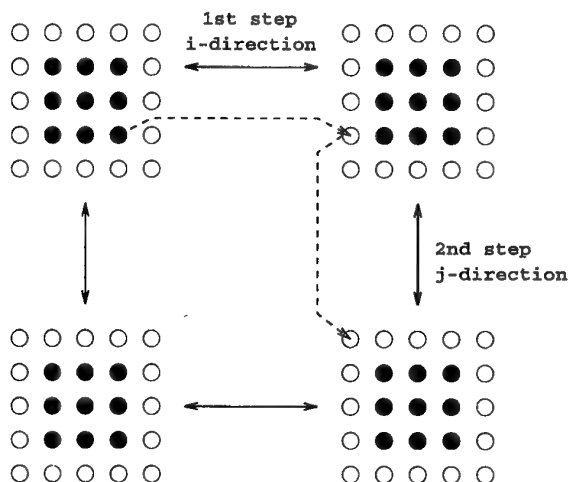 1st step
i-direction
2nd step
j-direction